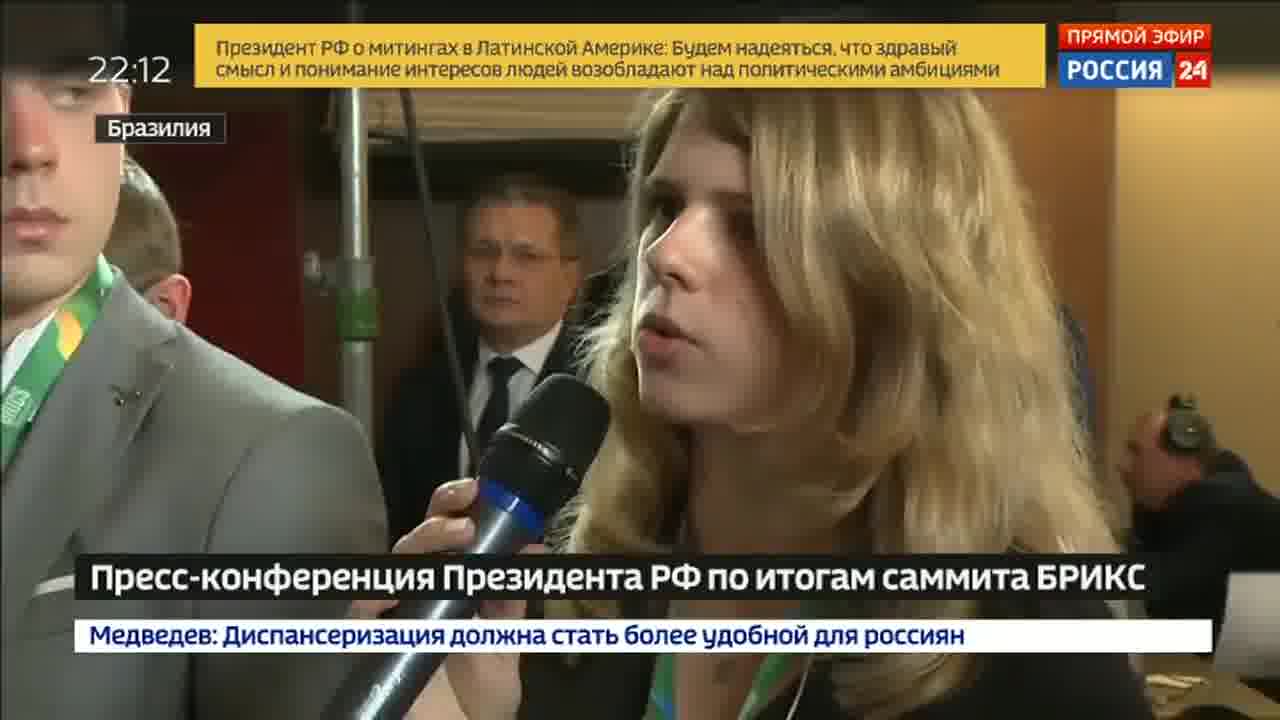 22:12
Президент РФ о митингах в Латинской Америке: Будем надеяться, что здравый
смысл и понимание интересов людей возобладают над политическими амбициями
ПРЯМОЙ ЭФИР
РОССИЯ 24
Бразилия
Пресс-конференция Президента РФ по итогам саммита БРИКС
Медведев: Диспансеризация должна стать более удобной для россиян